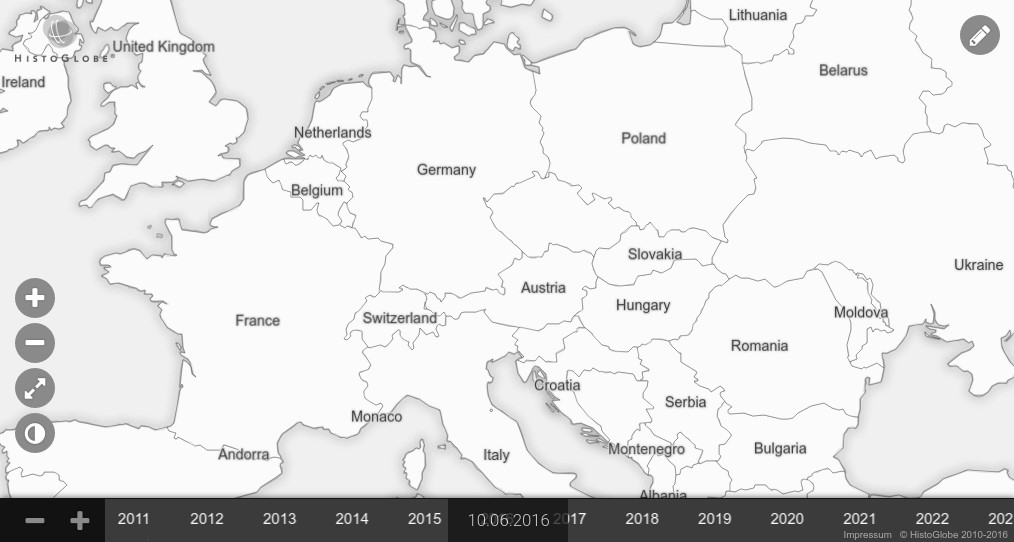 Lithuania
United Kingdom
HISTOGLOBE®
Ireland
Belarus
Netherlands
Poland
Germany
Belgium
Slovakia
Ukraine
Austria
Hungary
Moldova
Switzerland
France
Romania
Croatia
Serbia
Monaco
Montenegro
Bulgaria
Andorra
Italy
Albania
2011 2012 2013 2014 2015 10.06.2016 2017 2018 2019 2020 2021 2022 202
Impressum © HistoGlobe 2010-2016